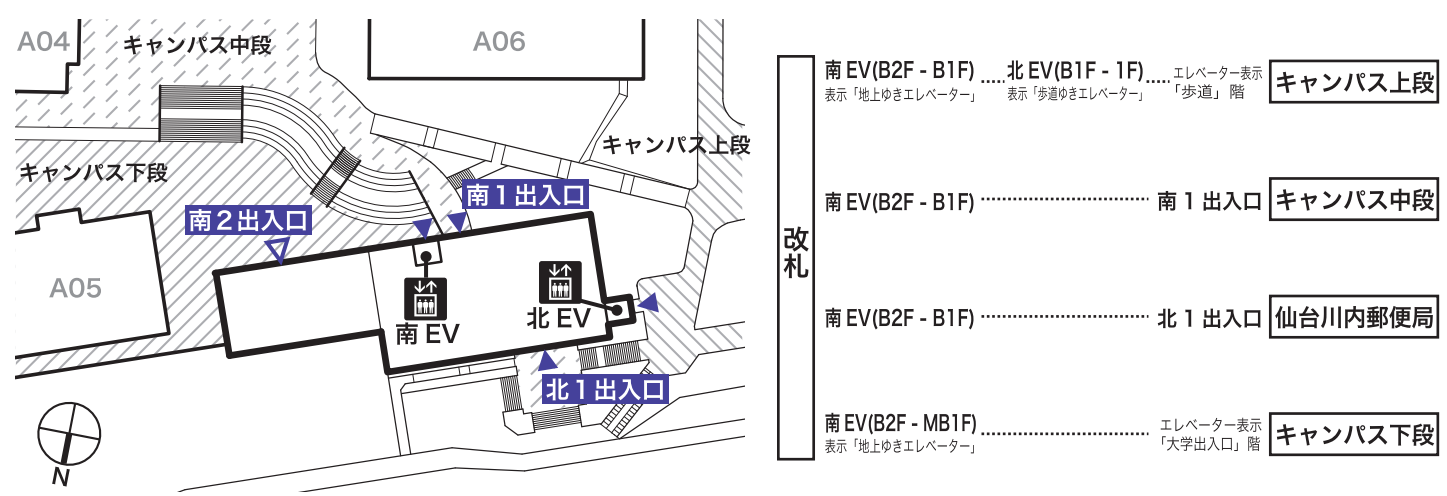 A04
キャンパス中段
A06
キャンパス上段
キャンパス下段
南1出入口
南2出入口
A05
南 EV
北 EV
北1出入口
N
改札
南 EV(B2F - B1F)
表示「地上ゆきエレベーター」
北 EV(B1F - 1F)
表示「歩道ゆきエレベーター」
エレベーター表示
「歩道」 階
キャンパス上段
南 EV(B2F - B1F)
南 1 出入口
キャンパス中段
南 EV(B2F - B1F)
北 1 出入口
仙台川内郵便局
南 EV(B2F - MB1F)
表示「地上ゆきエレベーター」
エレベーター表示
「大学出入口」階
キャンパス下段